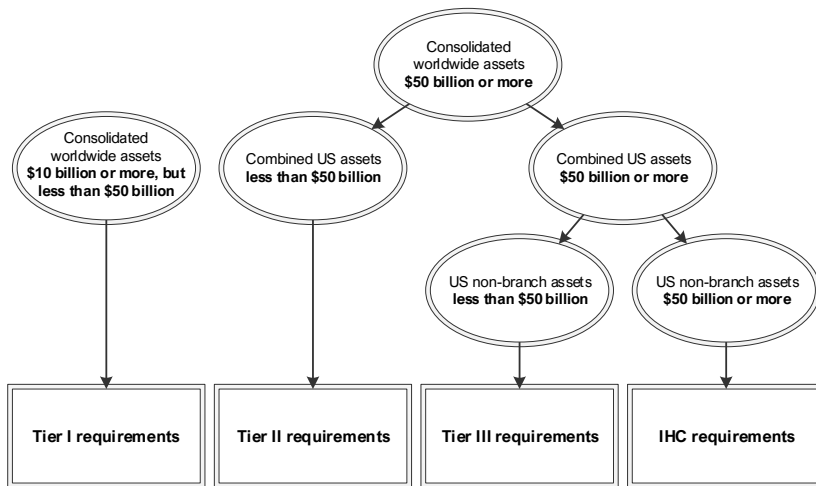 Consolidated
worldwide assets
$50 billion or more
Consolidated
worldwide assets
$10 billion or more, but
less than $50 billion
Combined US assets
less than $50 billion
Combined US assets
$50 billion or more
US non-branch assets
less than $50 billion
US non-branch assets
$50 billion or more
Tier I requirements
Tier II requirements
Tier III requirements
IHC requirements